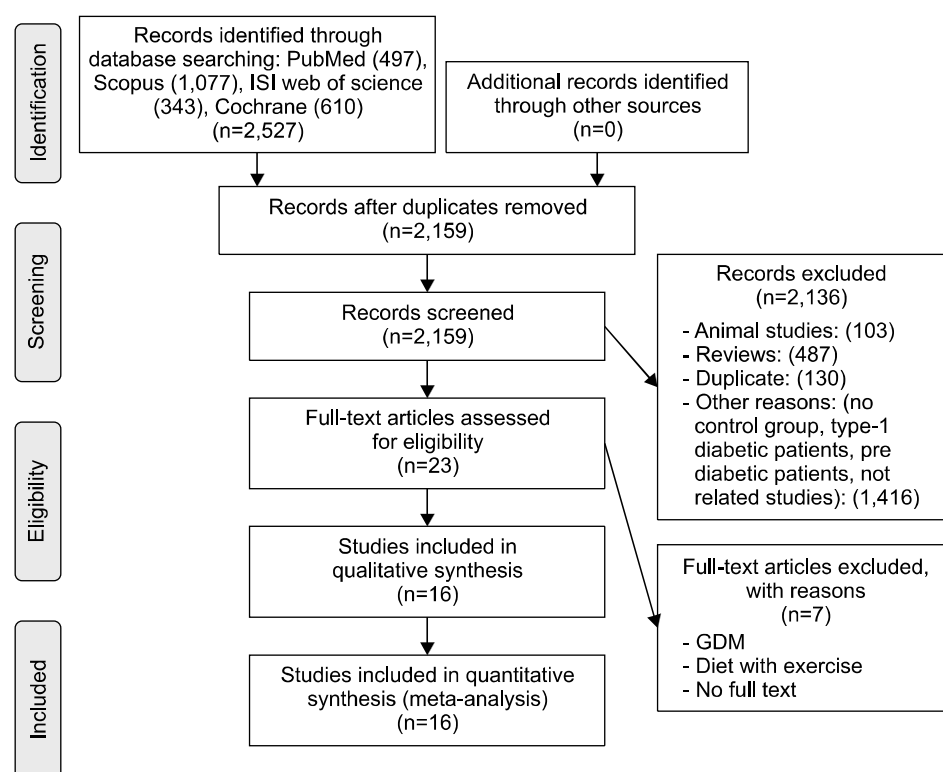 Identification
Records identified through
database searching: PubMed (497),
Scopus (1,077), ISI web of science
(343), Cochrane (610)
(n=2,527)
Additional records identified
through other sources
(n=0)
Records after duplicates removed
(n=2,159)
Screening
Records screened
(n=2,159)
Records excluded
(n=2,136)
- Animal studies: (103)
- Reviews: (487)
- Duplicate: (130)
- Other reasons: (no
control group, type-1
diabetic patients, pre
diabetic patients, not
related studies): (1,416)
Eligibility
Full-text articles assessed
for eligibility
(n=23)
Studies included in
qualitative synthesis
(n=16)
Full-text articles excluded,
with reasons
(n=7)
- GDM
- Diet with exercise
- No full text
Included
Studies included in quantitative
synthesis (meta-analysis)
(n=16)